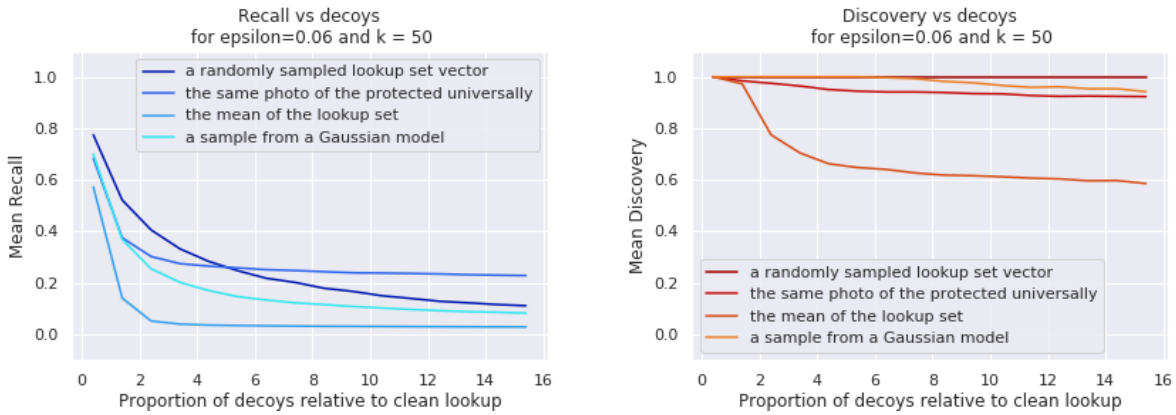 Recall vs decoys
for epsilon=0.06 and k = 50
Mean Recall
1.0
0.8
0.6
0.4
0.2
0.0
a randomly sampled lookup set vector
the same photo of the protected universally
the mean of the lookup set
a sample from a Gaussian model
0 2 4 6 8 10 12 14 16
Proportion of decoys relative to clean lookup
Discovery vs decoys
for epsilon=0.06 and k = 50
Mean Discovery
1.0
0.8
0.6
0.4
0.2
0.0
a randomly sampled lookup set vector
the same photo of the protected universally
the mean of the lookup set
a sample from a Gaussian model
0 2 4 6 8 10 12 14 16
Proportion of decoys relative to clean lookup